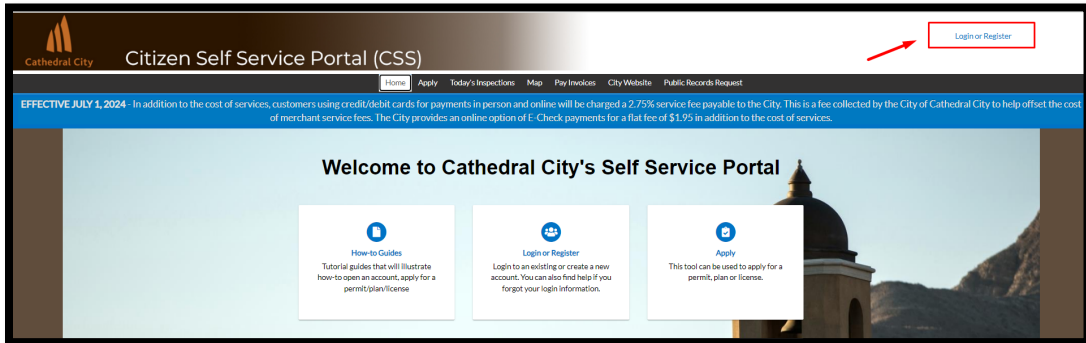 Login or Register
Cathedral City
Citizen Self Service Portal (CSS)
Home Apply Today's Inspections Map Pay Invoices City Website Public Records Request
EFFECTIVE JULY 1, 2024 - In addition to the cost of services, customers using credit/debit cards for payments in person and online will be charged a 2.75% service fee payable to the City. This is a fee collected by the City of Cathedral City to help offset the cost
of merchant service fees. The City provides an online option of E-Check payments for a flat fee of $1.95 in addition to the cost of services.
Welcome to Cathedral City's Self Service Portal
How-to Guides
Tutorial guides that will illustrate
how-to open an account, apply for a
permit/plan/license
Login or Register
Login to an existing or create a new
account. You can also find help if you
forgot your login information.
Apply
This tool can be used to apply for a
permit, plan or license.